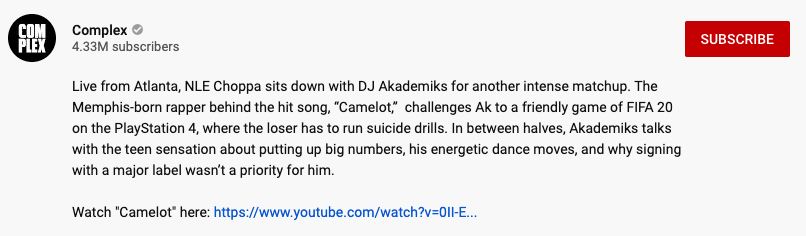 COM
PLEX
Complex
4.33M subscribers
SUBSCRIBE
Live from Atlanta, NLE Choppa sits down with DJ Akademiks for another intense matchup. The
Memphis-born rapper behind the hit song, “Camelot,”  challenges Ak to a friendly game of FIFA 20
on the PlayStation 4, where the loser has to run suicide drills. In between halves, Akademiks talks
with the teen sensation about putting up big numbers, his energetic dance moves, and why signing
with a major label wasn’t a priority for him.
Watch "Camelot" here: https://www.youtube.com/watch?v=0II-E...